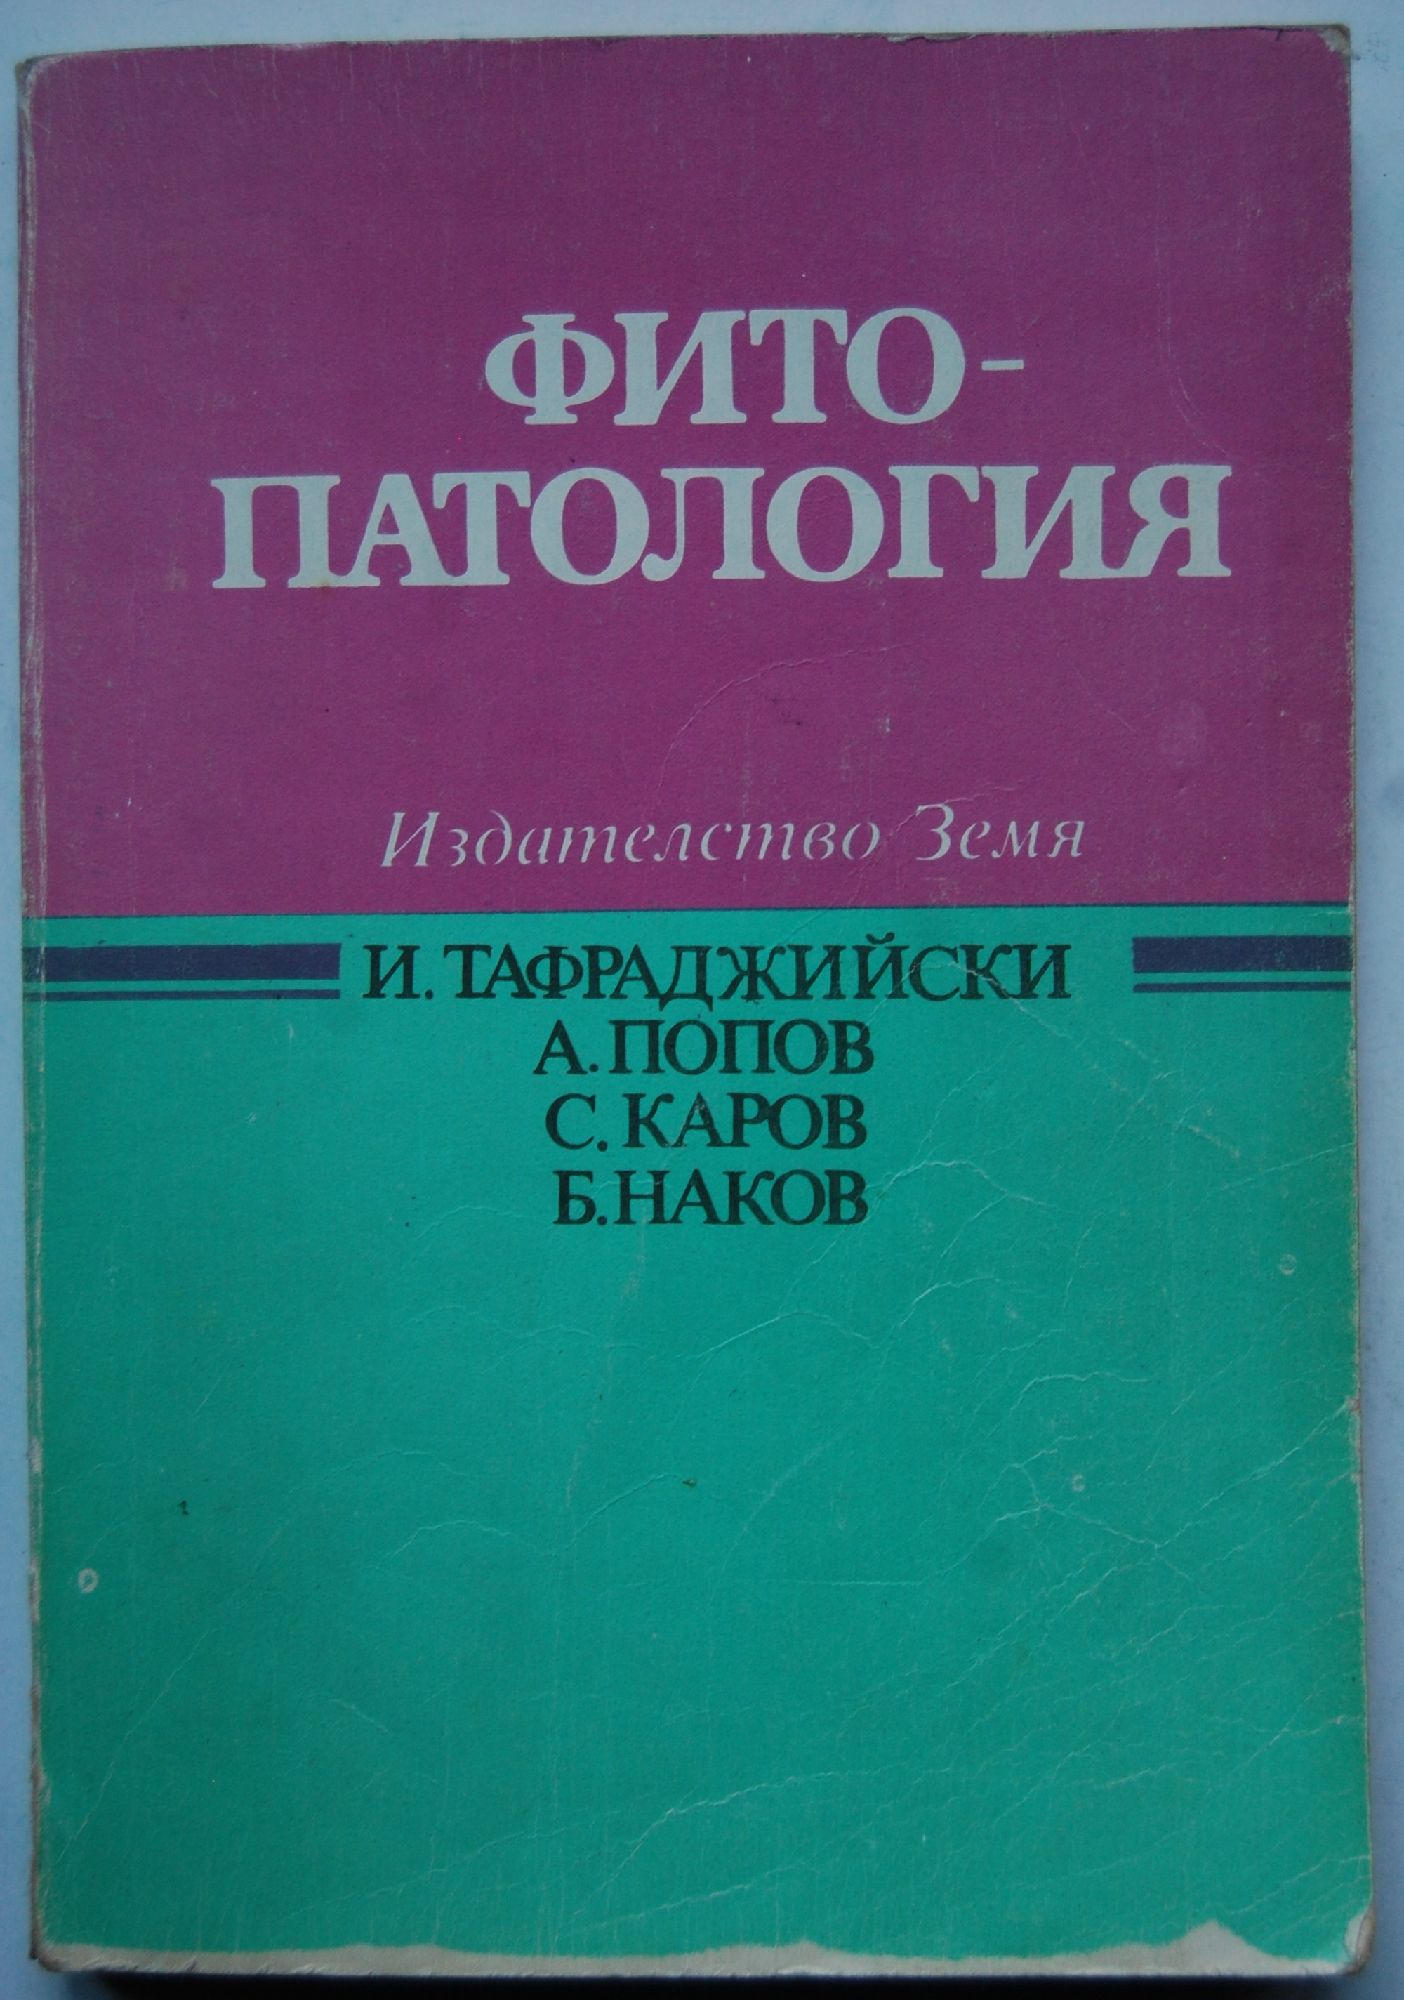 ФИТО-
ПАТОЛОГИЯ
Издателство Земя
И. ТАФРАДЖИЙСКИ
А. ПОПОВ
С. КАРОВ
Б. НАКОВ